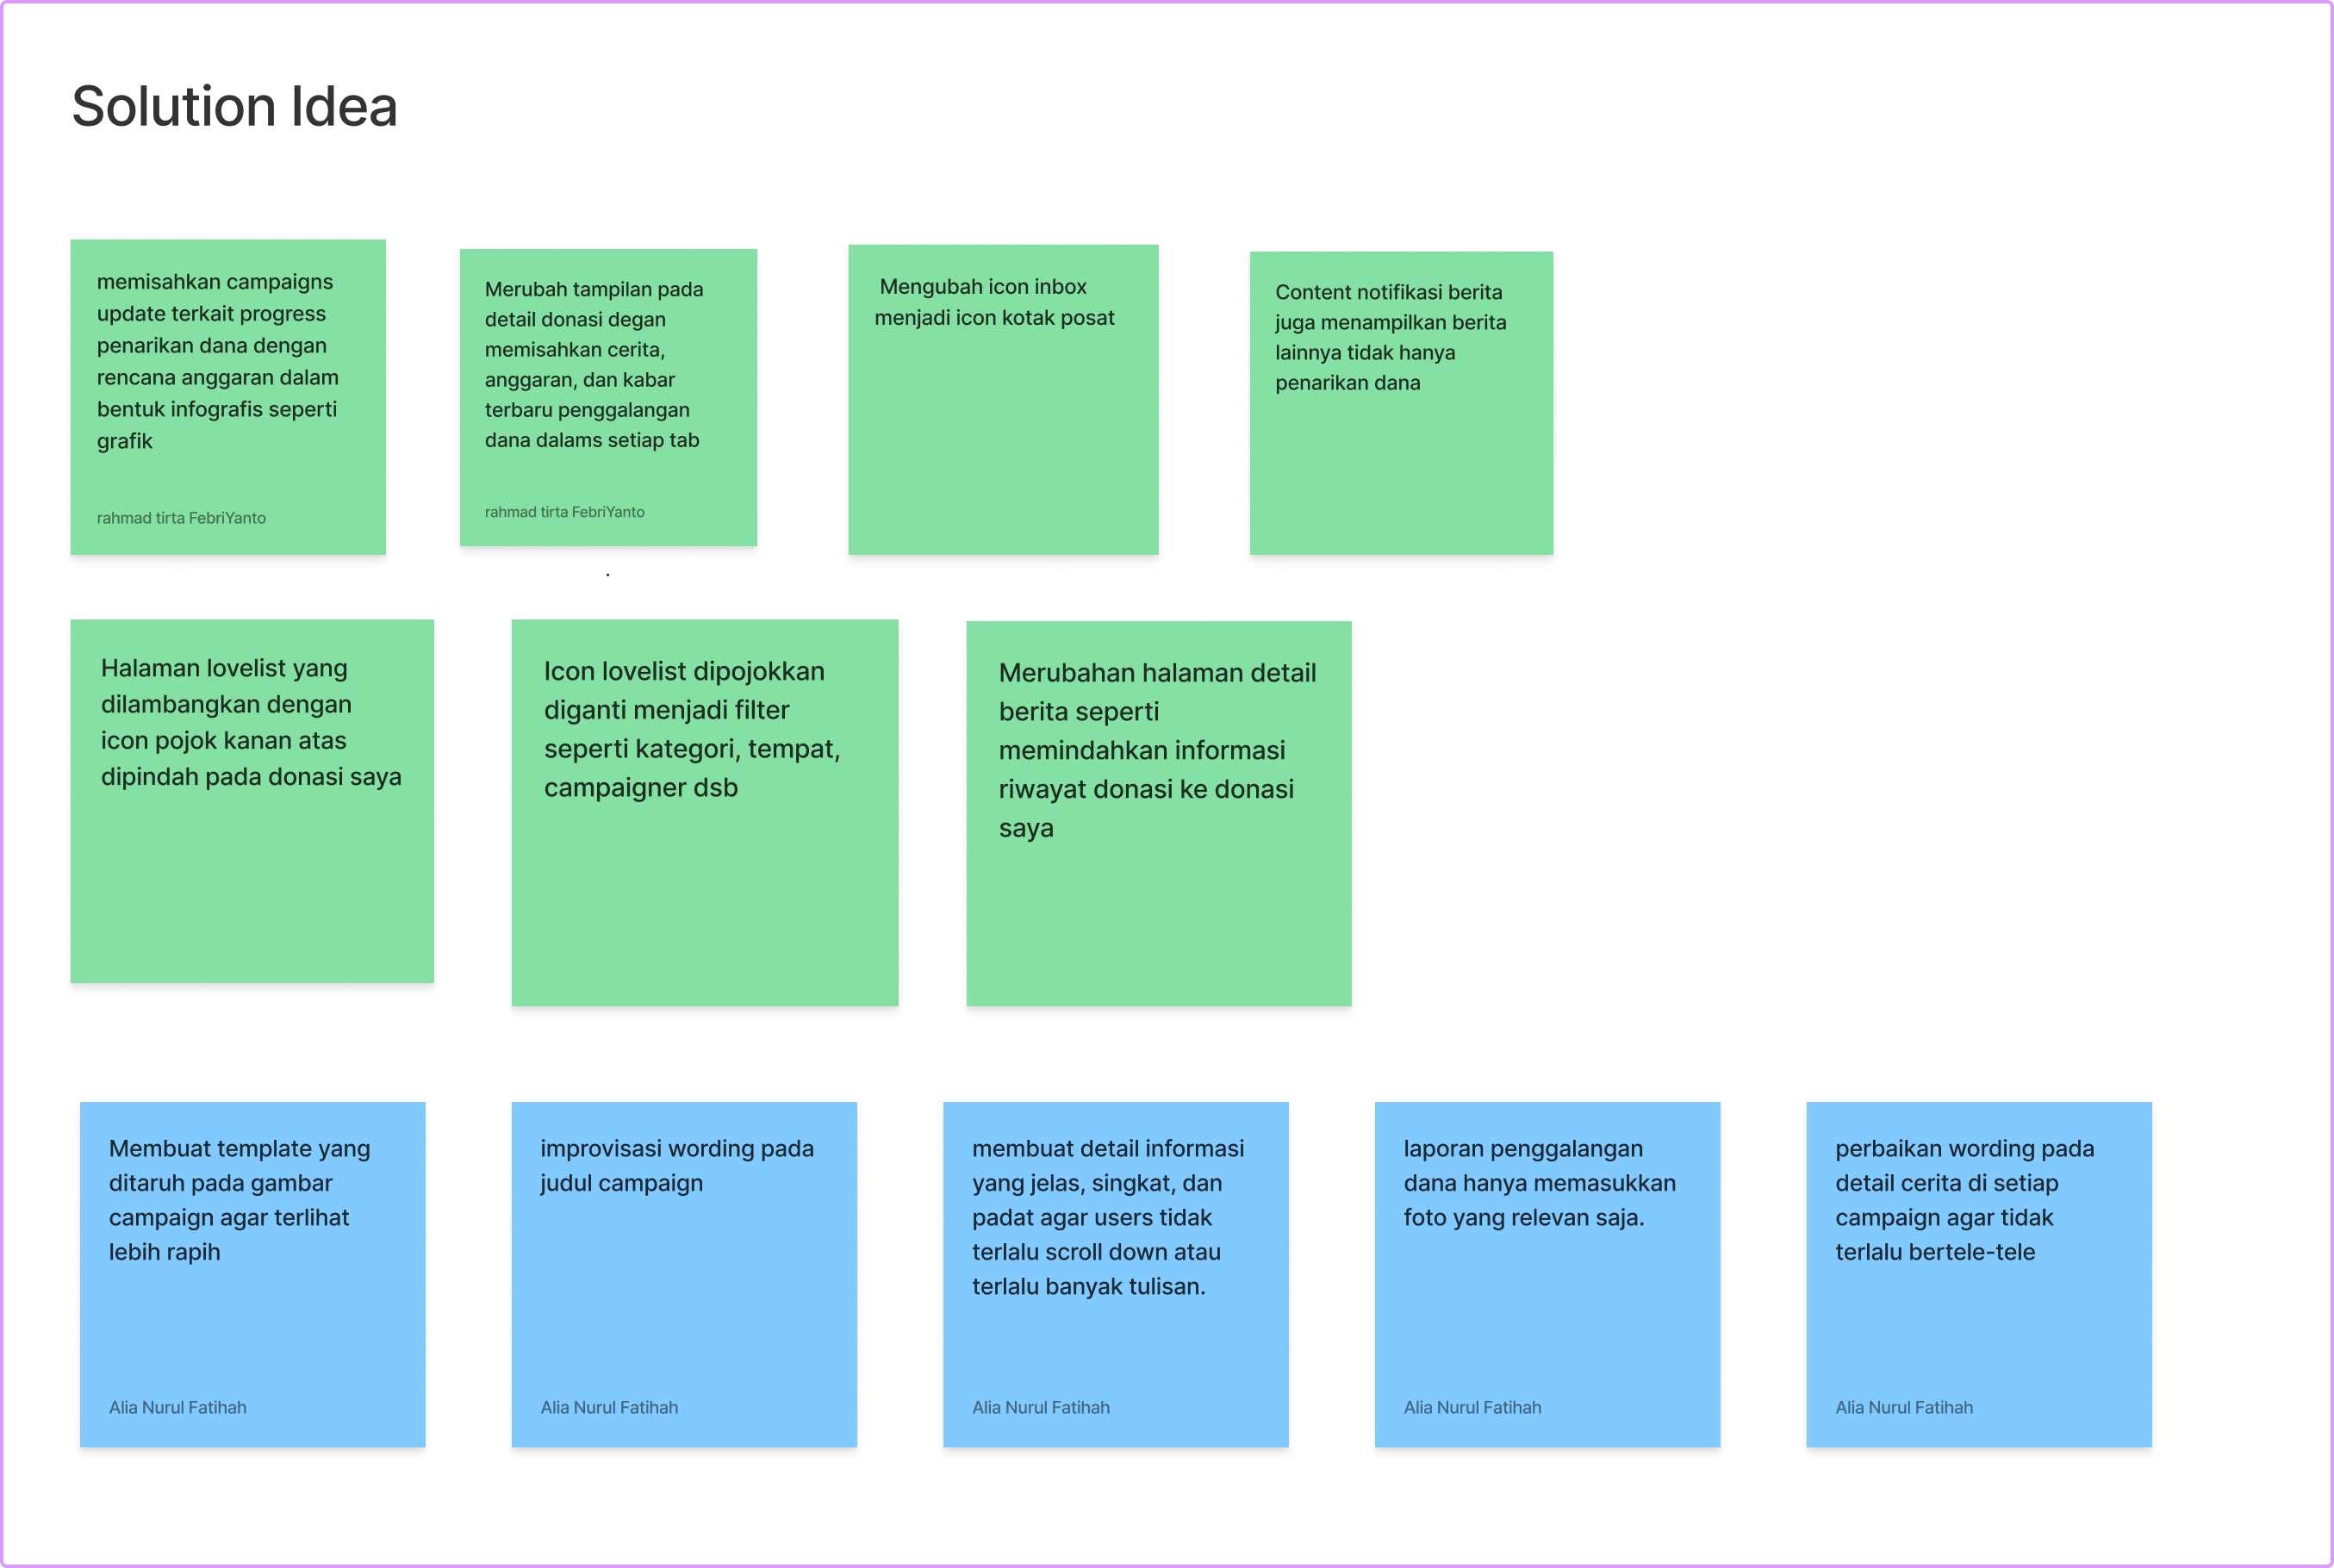 Solution Idea
memisahkan campaigns
update terkait progress
penarikan dana dengan
rencana anggaran dalam
bentuk infografis seperti
grafik
rahmad tirta FebriYanto
Merubah tampilan pada
detail donasi degan
memisahkan cerita,
anggaran, dan kabar
terbaru penggalangan
dana dalams setiap tab
rahmad tirta FebriYanto
.
Mengubah icon inbox
menjadi icon kotak posat
Content notifikasi berita
juga menampilkan berita
lainnya tidak hanya
penarikan dana
Halaman lovelist yang
dilambangkan dengan
icon pojok kanan atas
dipindah pada donasi saya
Icon lovelist dipojokkan
diganti menjadi filter
seperti kategori, tempat,
campaigner dsb
Merubahan halaman detail
berita seperti
memindahkan informasi
riwayat donasi ke donasi
saya
Membuat template yang
ditaruh pada gambar
campaign agar terlihat
lebih rapih
Alia Nurul Fatihah
improvisasi wording pada
judul campaign
Alia Nurul Fatihah
membuat detail informasi
yang jelas, singkat, dan
padat agar users tidak
terlalu scroll down atau
terlalu banyak tulisan.
Alia Nurul Fatihah
laporan penggalangan
dana hanya memasukkan
foto yang relevan saja.
Alia Nurul Fatihah
perbaikan wording pada
detail cerita di setiap
campaign agar tidak
terlalu bertele-tele
Alia Nurul Fatihah